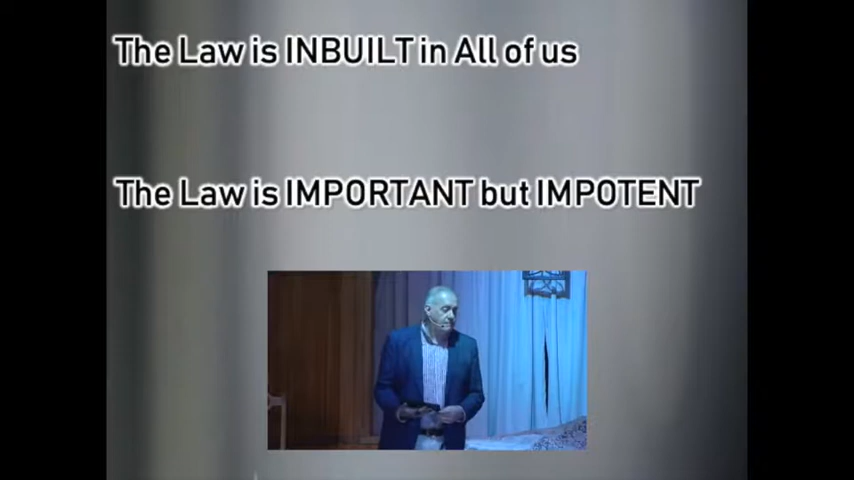 The Law is INBUILT in All of us
The Law is IMPORTANT but IMPOTENT